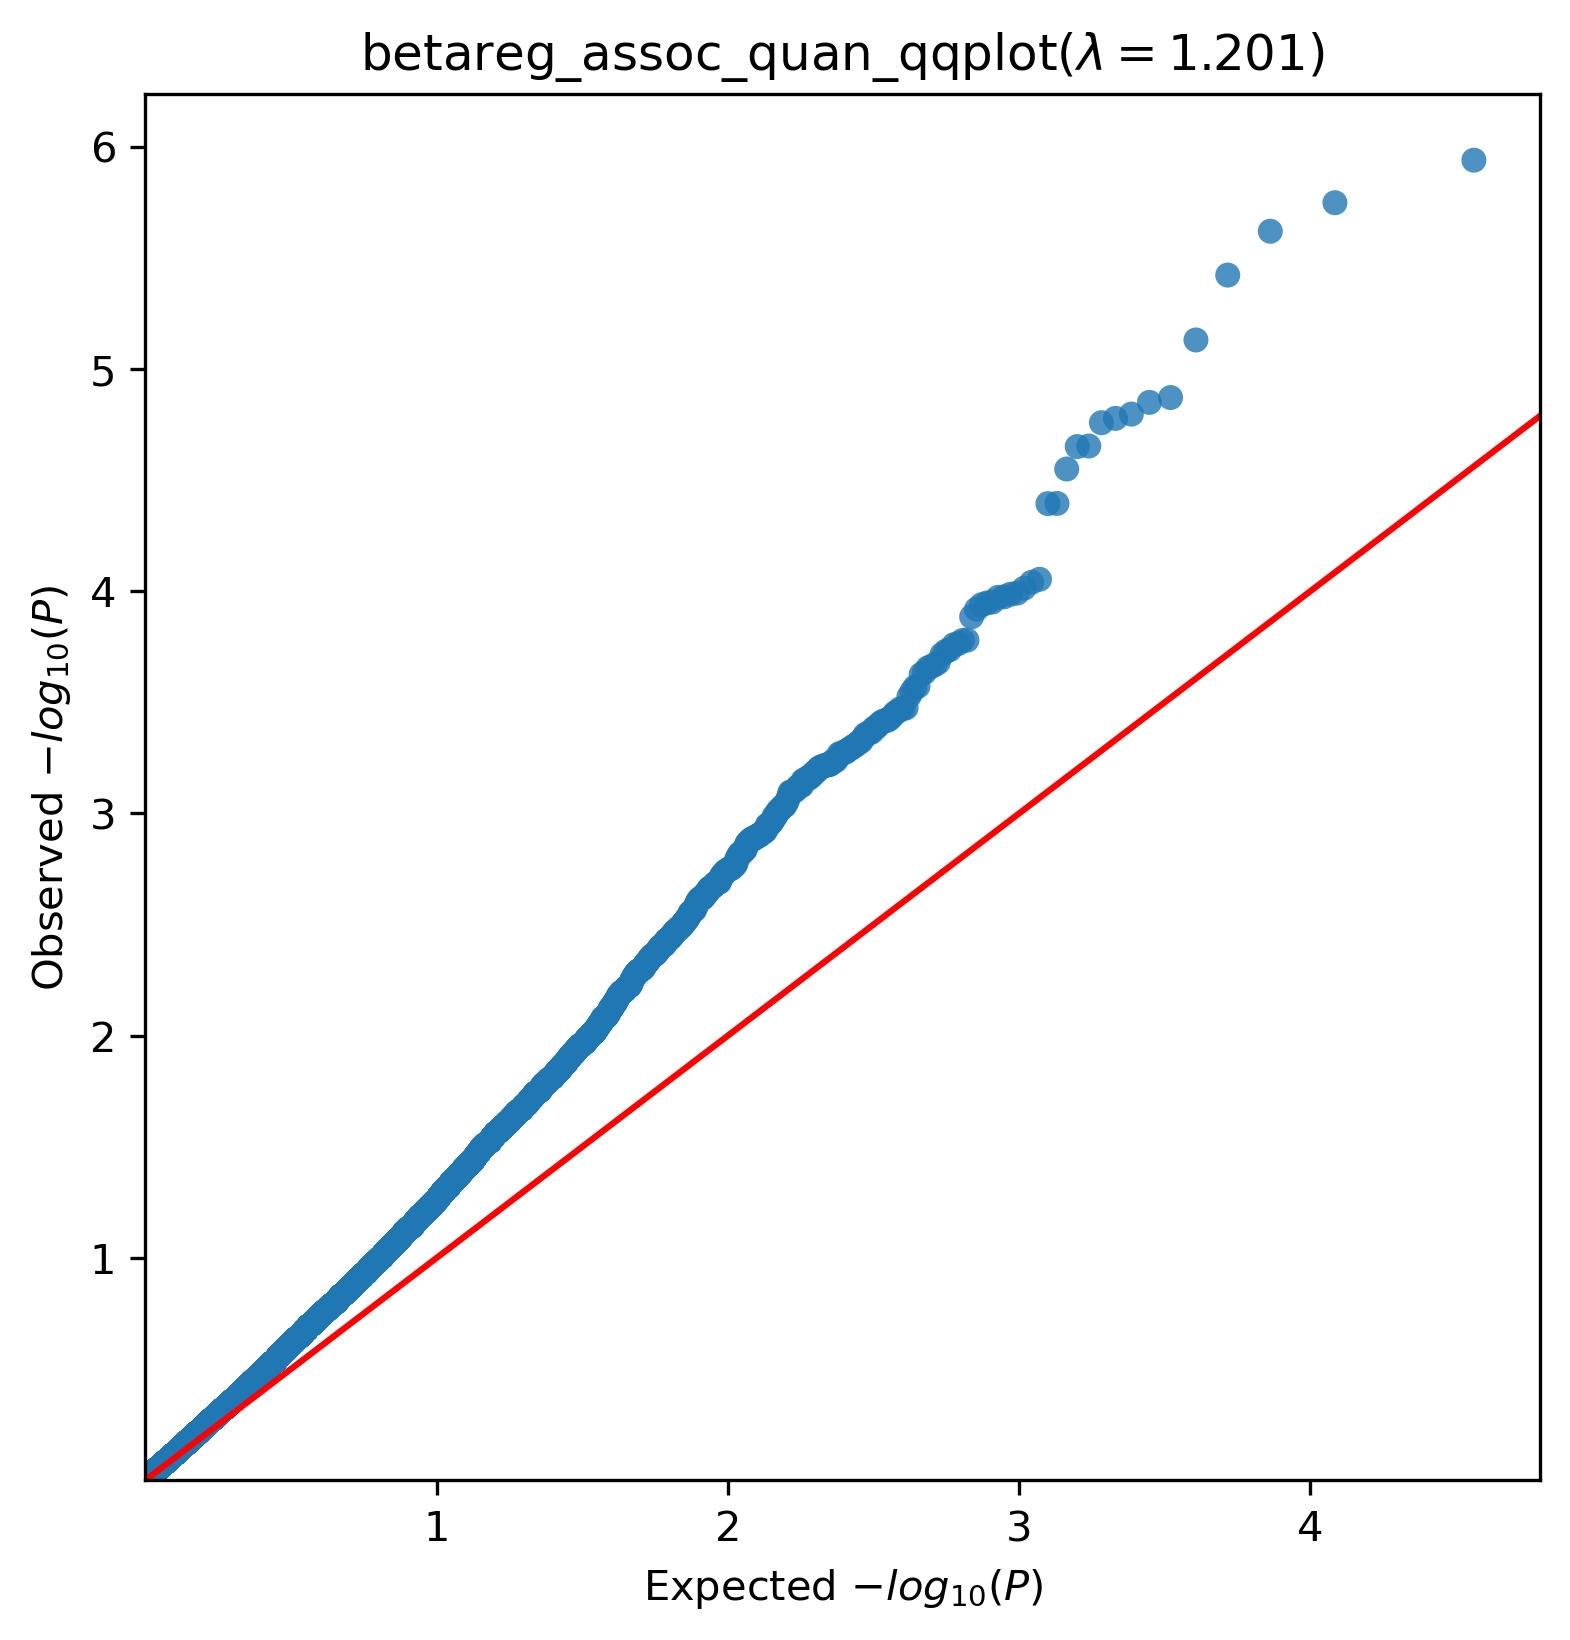 betareg_assoc_quan_qqplot(λ = 1.201)
6
5
4
3
2
1
Observed −log₁₀(P)
1 2 3 4
Expected −log₁₀(P)